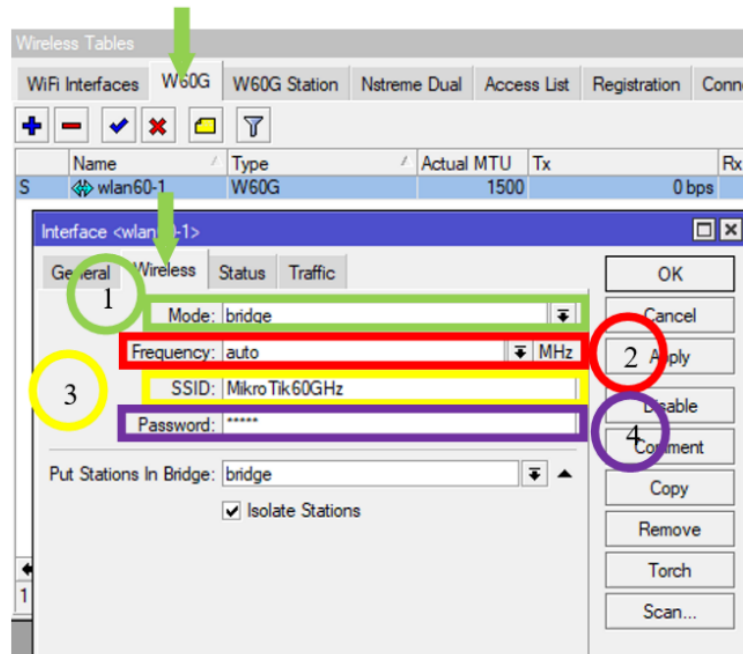 Wireless Tables
WiFi Interfaces W60G W60G Station Nstreme Dual Access List Registration Conn
Name Type Actual MTU Tx Rx
S wlan60-1 W60G 1500 0 bps
Interface <wlan60-1>
General Wireless Status Traffic
OK
1
Mode: bridge
Cancel
Frequency: auto MHz
2 Apply
3
SSID: MikroTik60GHz
Disable
Password: *****
4
Comment
Put Stations In Bridge: bridge
Copy
Isolate Stations
Remove
Torch
1
Scan...